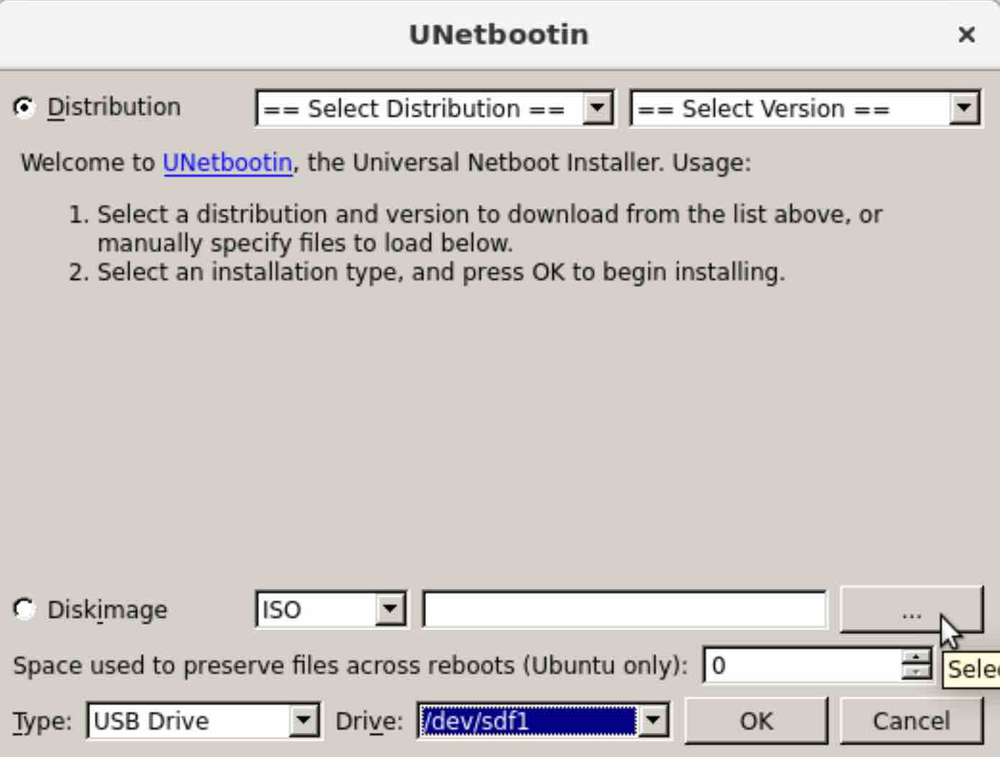 UNetbootin
Distribution == Select Distribution == == Select Version ==
Welcome to UNetbootin, the Universal Netboot Installer. Usage:
1. Select a distribution and version to download from the list above, or
manually specify files to load below.
2. Select an installation type, and press OK to begin installing.
Diskimage ISO ...
Space used to preserve files across reboots (Ubuntu only): 0
Type: USB Drive Drive: /dev/sdf1 OK Cancel